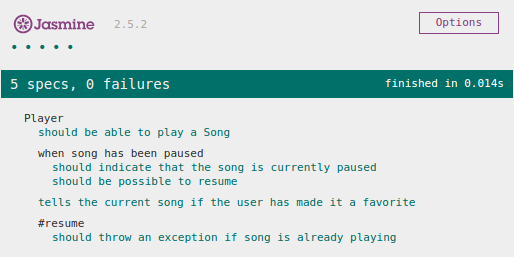 Jasmine 2.5.2 Options
• • • • •
5 specs, 0 failures finished in 0.014s
Player
should be able to play a Song
when song has been paused
should indicate that the song is currently paused
should be possible to resume
tells the current song if the user has made it a favorite
#resume
should throw an exception if song is already playing